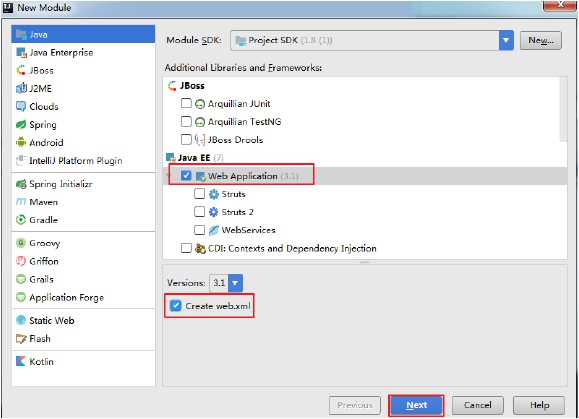 New Module
Java
Java Enterprise
JBoss
J2ME
Clouds
Spring
Android
IntelliJ Platform Plugin
Spring Initializr
Maven
Gradle
Groovy
Griffon
Grails
Application Forge
Static Web
Flash
Kotlin
Module SDK: Project SDK (1.8 (1)) New...
Additional Libraries and Frameworks:
JBoss
Arquillian JUnit
Arquillian TestNG
JBoss Drools
Java EE (7)
Web Application (3.1)
Struts
Struts 2
WebServices
CDI: Contexts and Dependency Injection
Versions: 3.1
Create web.xml
Previous Next Cancel Help